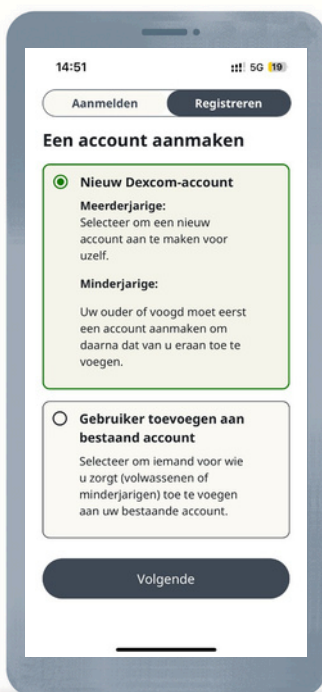 14:51
5G 19
Aanmelden
Registreren
Een account aanmaken
Nieuw Dexcom-account
Meerderjarige:
Selecteer om een nieuw
account aan te maken voor
uzelf.
Minderjarige:
Uw ouder of voogd moet eerst
een account aanmaken om
daarna dat van u eraan toe te
voegen.
Gebruiker toevoegen aan
bestaand account
Selecteer om iemand voor wie
u zorgt (volwassenen of
minderjarigen) toe te voegen
aan uw bestaande account.
Volgende